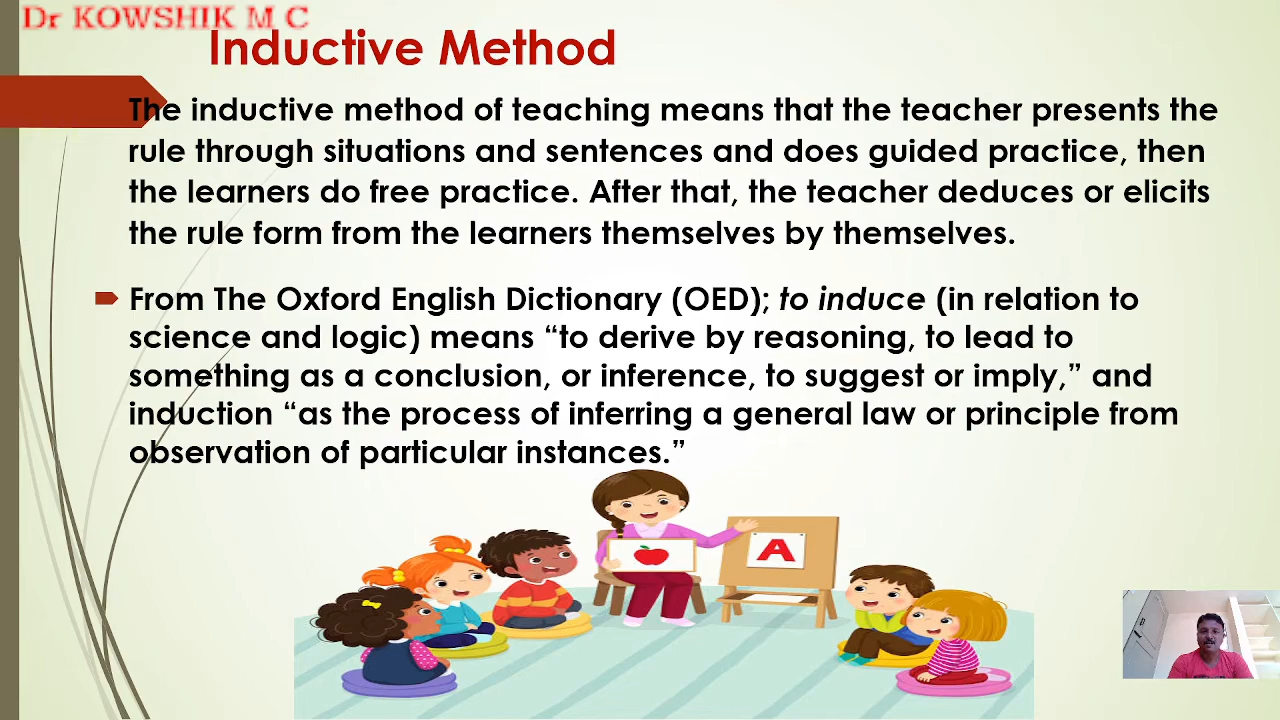 Dr KOWSHIK M C
Inductive Method
The inductive method of teaching means that the teacher presents the
rule through situations and sentences and does guided practice, then
the learners do free practice. After that, the teacher deduces or elicits
the rule form from the learners themselves by themselves.
From The Oxford English Dictionary (OED); to induce (in relation to
science and logic) means “to derive by reasoning, to lead to
something as a conclusion, or inference, to suggest or imply,” and
induction “as the process of inferring a general law or principle from
observation of particular instances.”
A